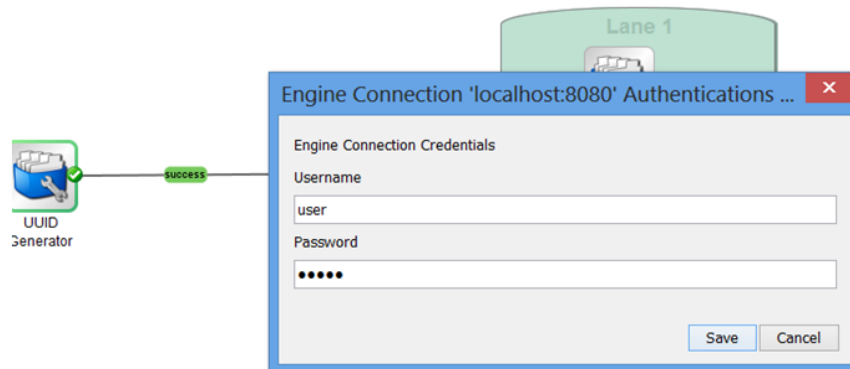 Lane 1
Engine Connection 'localhost:8080' Authentications ...
Engine Connection Credentials
Username
user
Password
●●●●●
Save Cancel
success
UUID
Generator